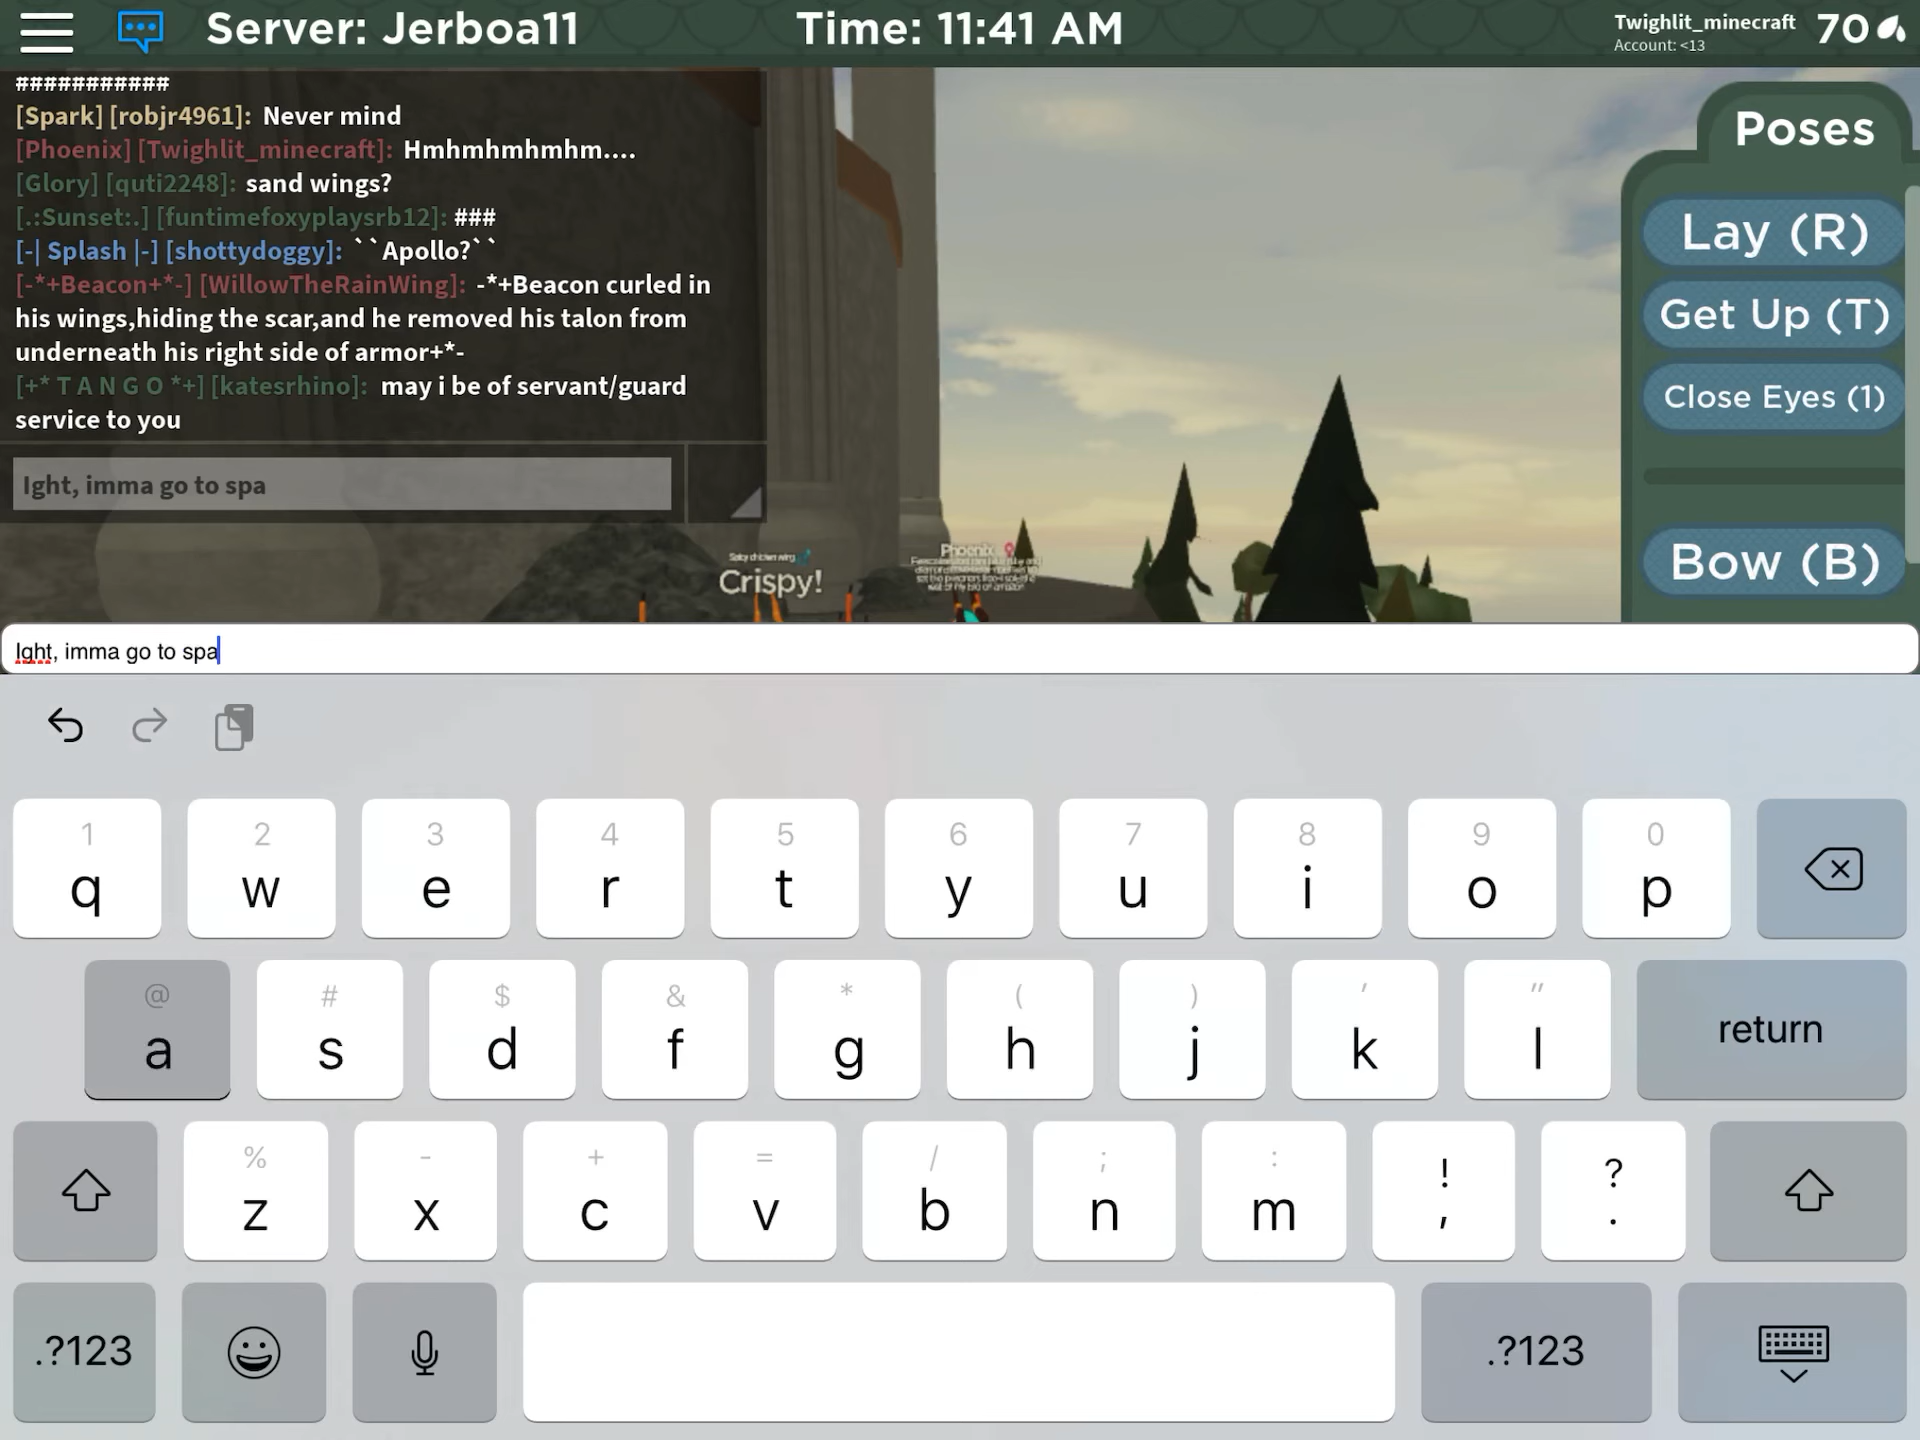 Server: Jerboa11
Time: 11:41 AM
Twighlit_minecraft
Account: <13
70
###########
[Spark] [robjr4961]: Never mind
[Phoenix] [Twighlit_minecraft]: Hmhmhmhmhm....
[Glory] [quti2248]: sand wings?
[.:Sunset:.] [funtimefoxyplaysrb12]: ###
[-| Splash |-] [shottydoggy]: ``Apollo?``
[-*+Beacon+*-] [WillowTheRainWing]: -*+Beacon curled in
his wings,hiding the scar,and he removed his talon from
underneath his right side of armor+*-
[+* T A N G O *+] [katesrhino]: may i be of servant/guard
service to you
Ight, imma go to spa
Poses
Lay (R)
Get Up (T)
Close Eyes (1)
Bow (B)
Spicy chicken wing
Crispy!
Phoenix
Ight, imma go to spa
1 2 3 4 5 6 7 8 9 0
q w e r t y u i o p
@ # $ & * ( ) ' "
a s d f g h j k l return
% - + = / ; : ! ?
z x c v b n m , .
.?123 .?123